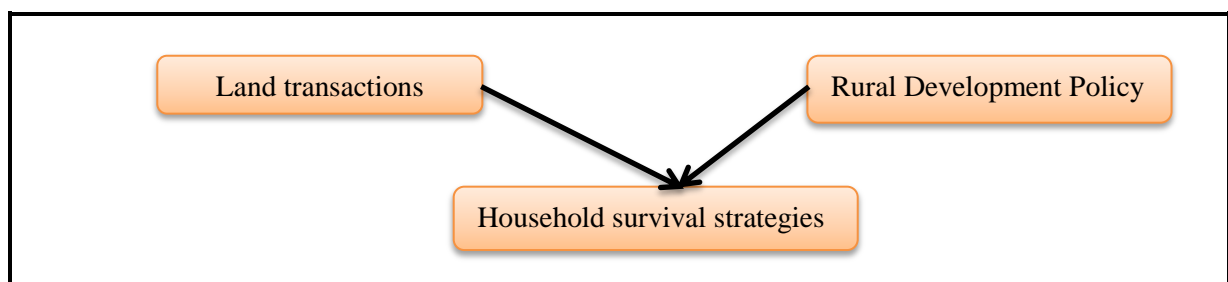 Land transactions
Rural Development Policy
Household survival strategies